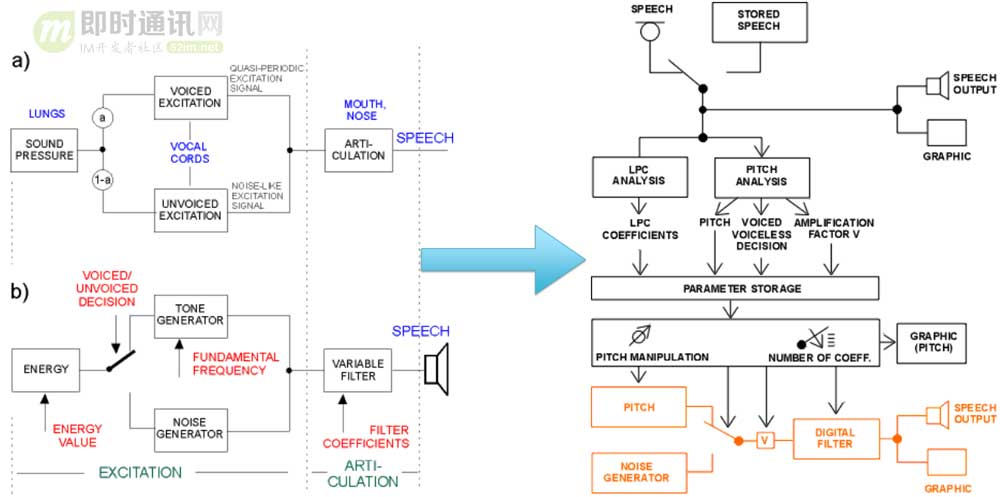 即时通讯网
IM开发者社区 52im.net
a)
QUASI-PERIODIC
EXCITATION
SIGNAL
VOICED
EXCITATION
LUNGS
a
SOUND
PRESSURE
VOCAL
CORDS
1-a
MOUTH,
NOSE
ARTI-
CULATION
SPEECH
NOISE-LIKE
EXCITATION
SIGNAL
UNVOICED
EXCITATION
b)
VOICED/
UNVOICED
DECISION
TONE
GENERATOR
ENERGY
FUNDAMENTAL
FREQUENCY
ENERGY
VALUE
NOISE
GENERATOR
VARIABLE
FILTER
SPEECH
FILTER
COEFFICIENTS
EXCITATION
ARTI-
CULATION
SPEECH
STORED
SPEECH
SPEECH
OUTPUT
GRAPHIC
LPC
ANALYSIS
PITCH
ANALYSIS
LPC
COEFFICIENTS
PITCH
VOICED
VOICELESS
DECISION
AMPLIFICATION
FACTOR V
PARAMETER STORAGE
PITCH MANIPULATION
NUMBER OF COEFF.
GRAPHIC
(PITCH)
PITCH
NOISE
GENERATOR
V
DIGITAL
FILTER
SPEECH
OUTPUT
GRAPHIC